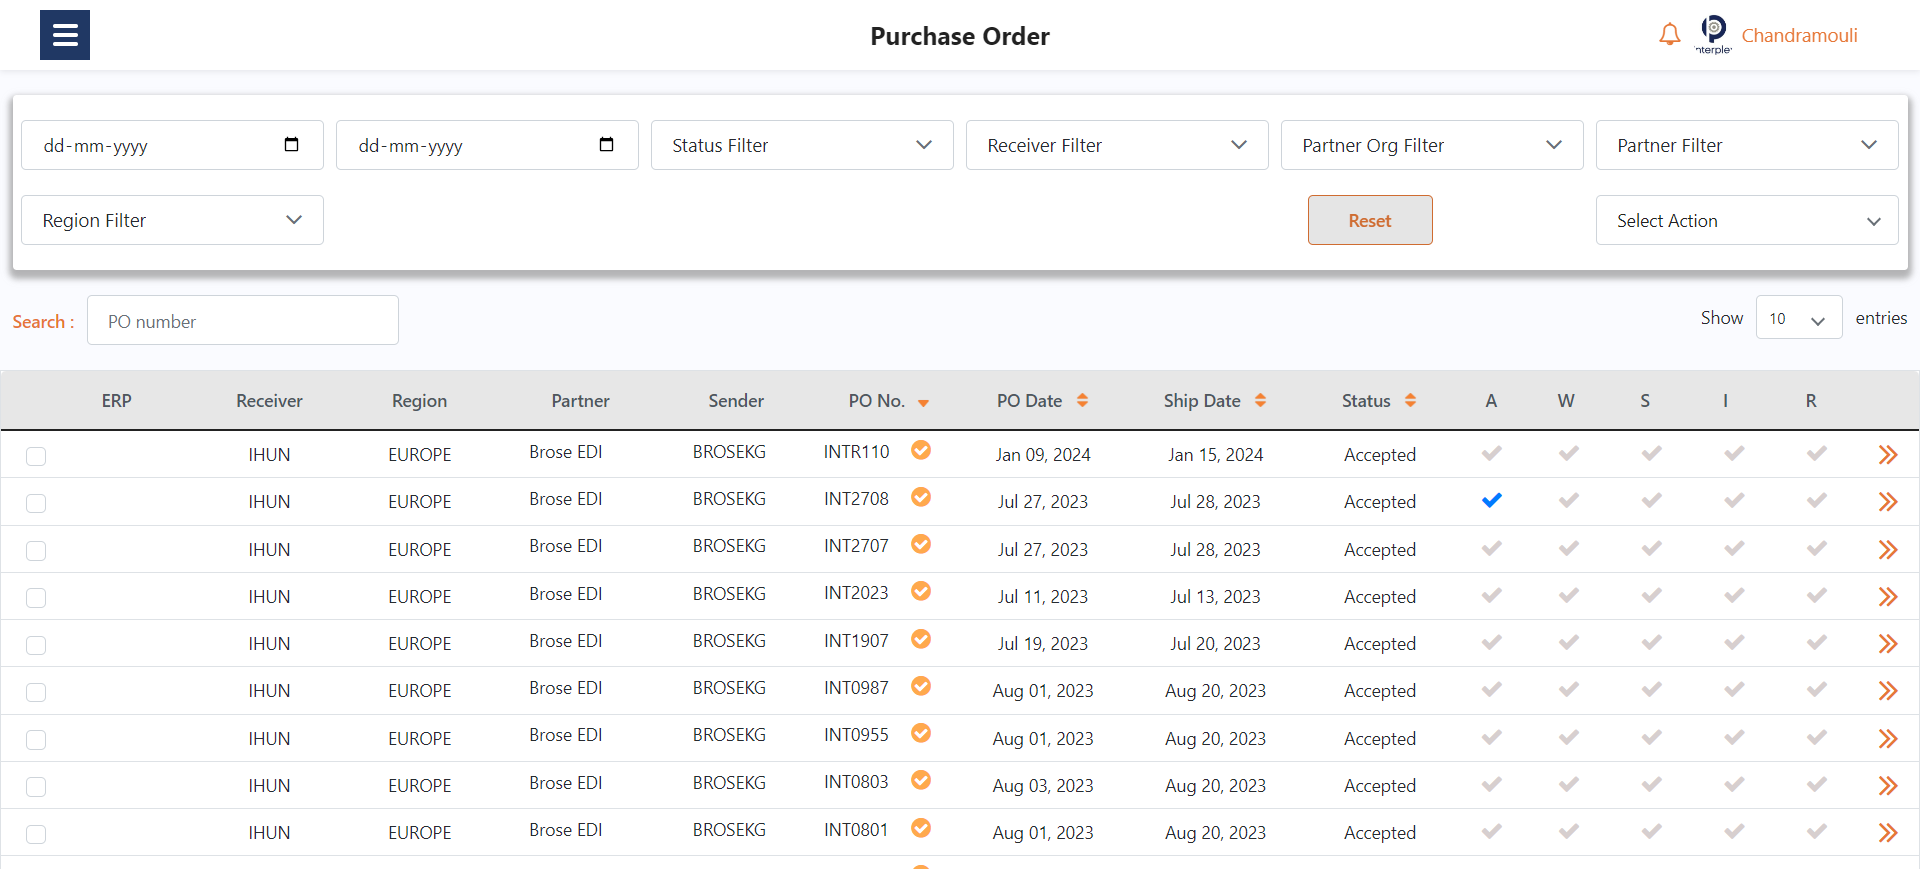 Purchase Order
Chandramouli
dd-mm-yyyy dd-mm-yyyy Status Filter Receiver Filter Partner Org Filter Partner Filter
Region Filter Reset Select Action
Search : PO number Show 10 entries
ERP Receiver Region Partner Sender PO No. PO Date Ship Date Status A W S I R
IHUN EUROPE Brose EDI BROSEKG INTR110 Jan 09, 2024 Jan 15, 2024 Accepted
IHUN EUROPE Brose EDI BROSEKG INT2708 Jul 27, 2023 Jul 28, 2023 Accepted
IHUN EUROPE Brose EDI BROSEKG INT2707 Jul 27, 2023 Jul 28, 2023 Accepted
IHUN EUROPE Brose EDI BROSEKG INT2023 Jul 11, 2023 Jul 13, 2023 Accepted
IHUN EUROPE Brose EDI BROSEKG INT1907 Jul 19, 2023 Jul 20, 2023 Accepted
IHUN EUROPE Brose EDI BROSEKG INT0987 Aug 01, 2023 Aug 20, 2023 Accepted
IHUN EUROPE Brose EDI BROSEKG INT0955 Aug 01, 2023 Aug 20, 2023 Accepted
IHUN EUROPE Brose EDI BROSEKG INT0803 Aug 03, 2023 Aug 20, 2023 Accepted
IHUN EUROPE Brose EDI BROSEKG INT0801 Aug 01, 2023 Aug 20, 2023 Accepted